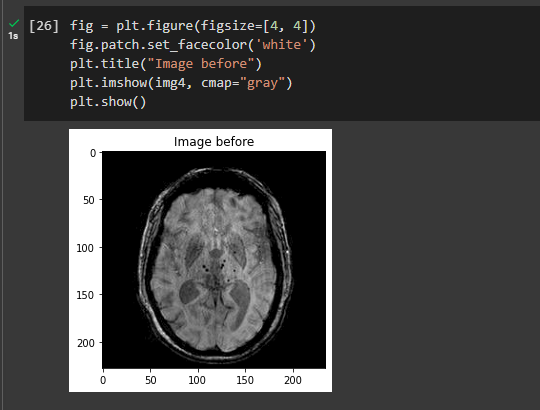 [26] fig = plt.figure(figsize=[4, 4])
1s
fig.patch.set_facecolor('white')
plt.title("Image before")
plt.imshow(img4, cmap="gray")
plt.show()
Image before
0
50
100
150
200
0 50 100 150 200